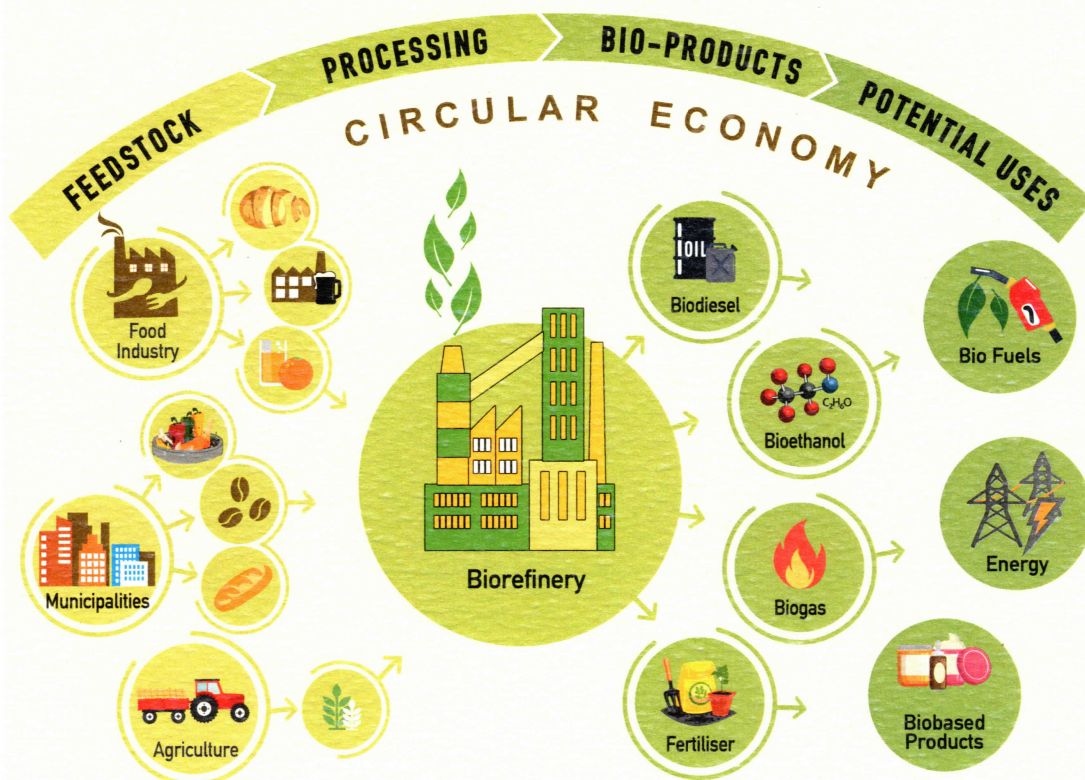 FEEDSTOCK
PROCESSING
BIO-PRODUCTS
POTENTIAL USES
CIRCULAR ECONOMY
Food
Industry
Municipalities
Agriculture
Biorefinery
OIL
Biodiesel
C₂H₆O
Bioethanol
Biogas
Fertiliser
Bio Fuels
Energy
Biobased
Products